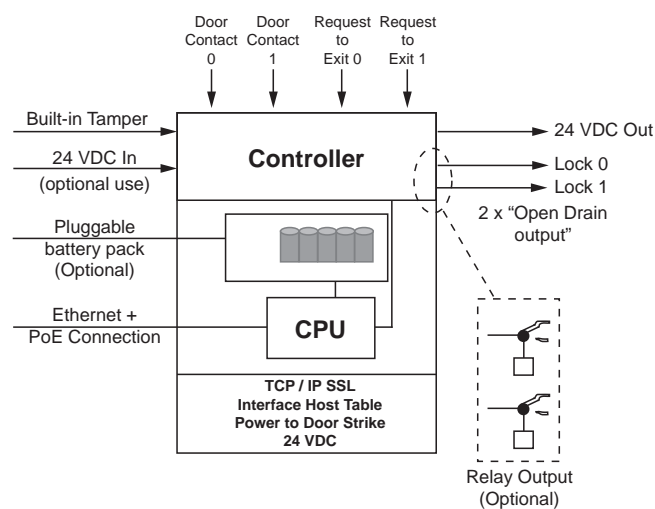 Door Contact 0
Door Contact 1
Request to Exit 0
Request to Exit 1
Built-in Tamper
24 VDC In
(optional use)
Controller
24 VDC Out
Lock 0
Lock 1
2 x “Open Drain
output”
Pluggable
battery pack
(Optional)
Ethernet +
PoE Connection
CPU
TCP / IP SSL
Interface Host Table
Power to Door Strike
24 VDC
Relay Output
(Optional)